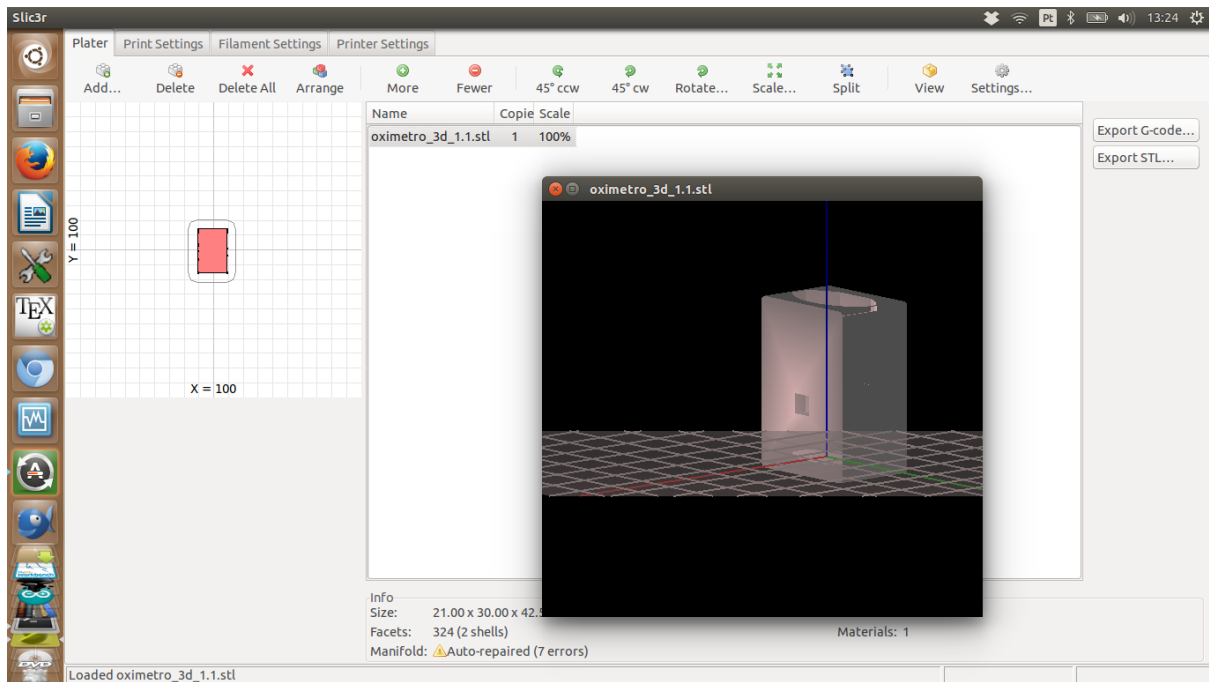 Slic3r
Pt
13:24
Plater Print Settings Filament Settings Printer Settings
Add... Delete Delete All Arrange More Fewer 45° ccw 45° cw Rotate... Scale... Split View Settings...
Name Copie Scale
oximetro_3d_1.1.stl 1 100%
Export G-code...
Export STL...
oximetro_3d_1.1.stl
Y = 100
X = 100
TEX
Info
Size: 21.00 x 30.00 x 42.
Facets: 324 (2 shells)
Materials: 1
Manifold: Auto-repaired (7 errors)
Loaded oximetro_3d_1.1.stl